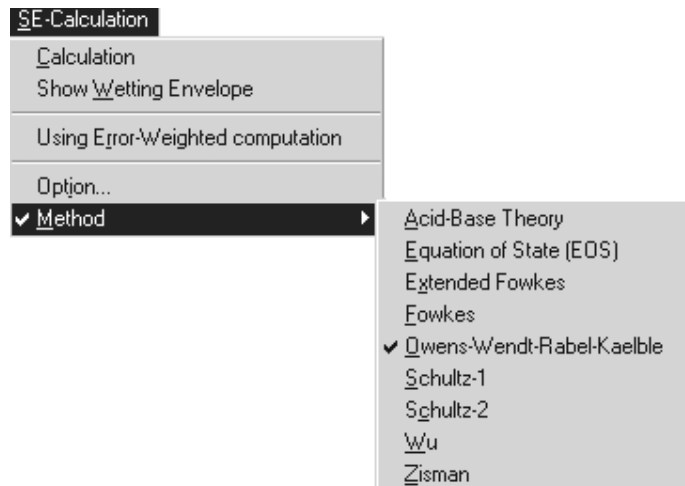 SE-Calculation
Calculation
Show Wetting Envelope
Using Error-Weighted computation
Option...
Method
Acid-Base Theory
Equation of State (EOS)
Extended Fowkes
Fowkes
Owens-Wendt-Rabel-Kaelble
Schultz-1
Schultz-2
Wu
Zisman